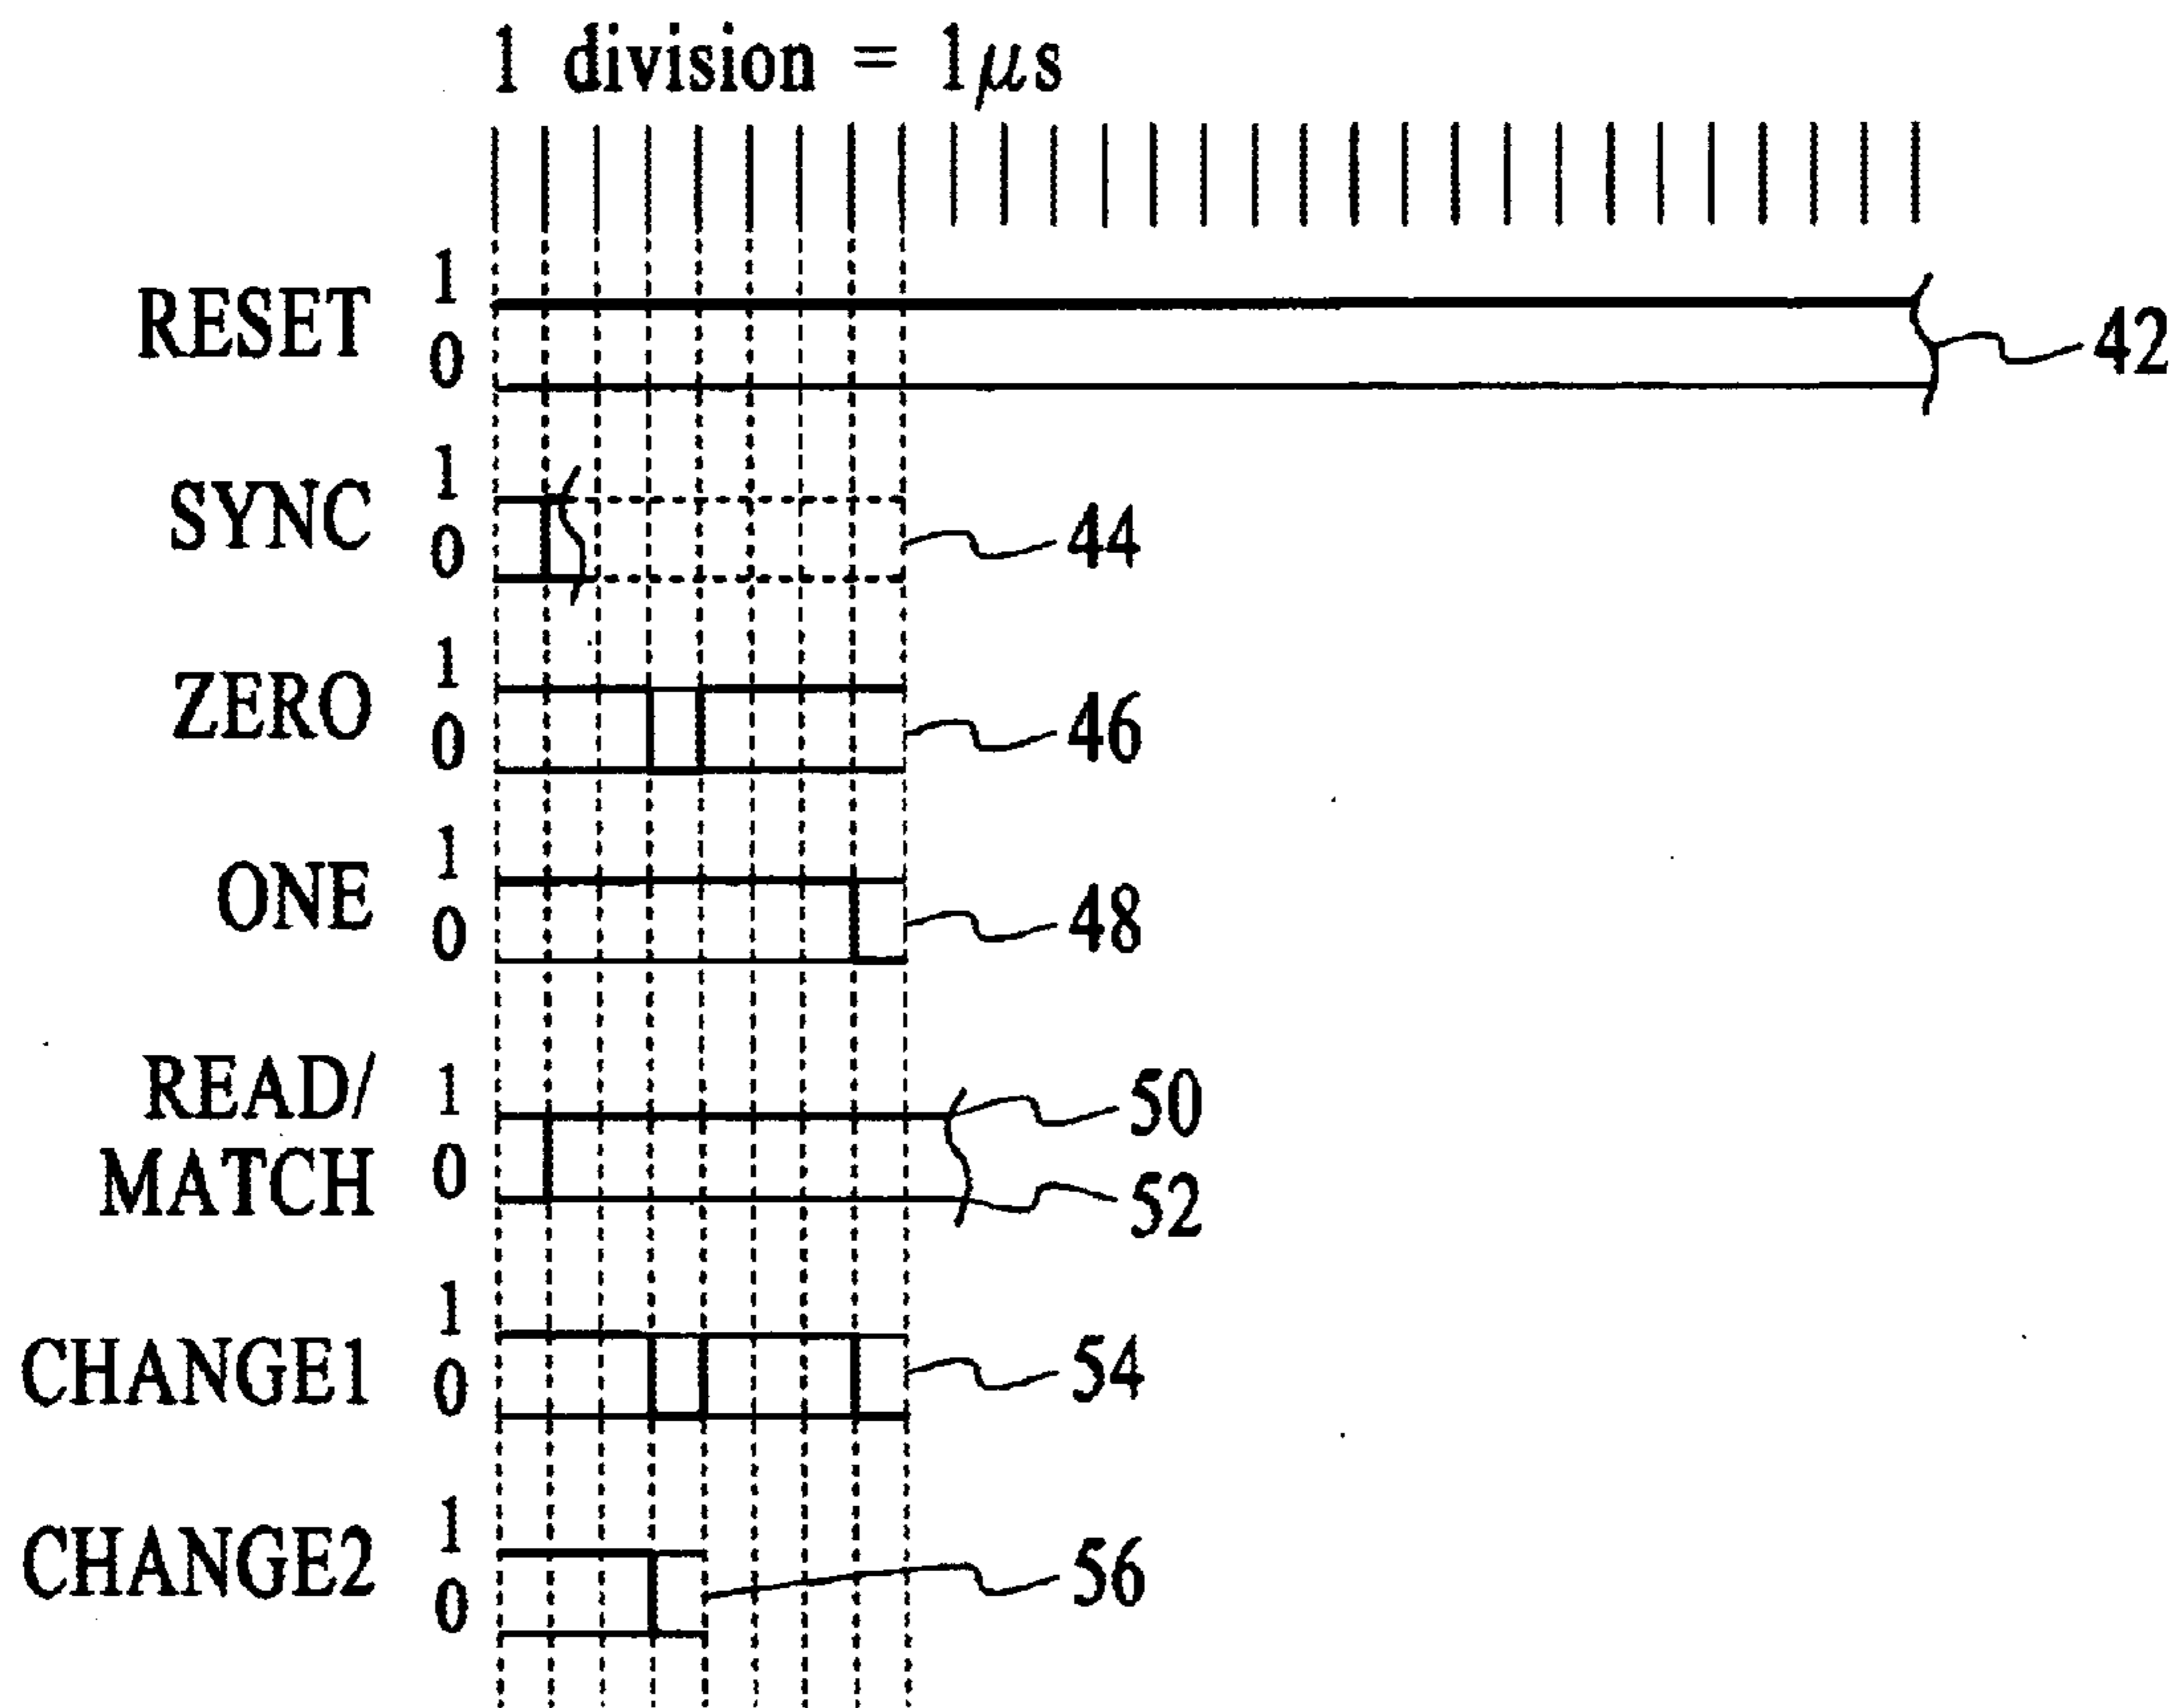 1 division = 1μs
RESET 1 0 42
SYNC 1 0 44
ZERO 1 0 46
ONE 1 0 48
READ/ 1 50
MATCH 0 52
CHANGE1 1 0 54
CHANGE2 1 0 56